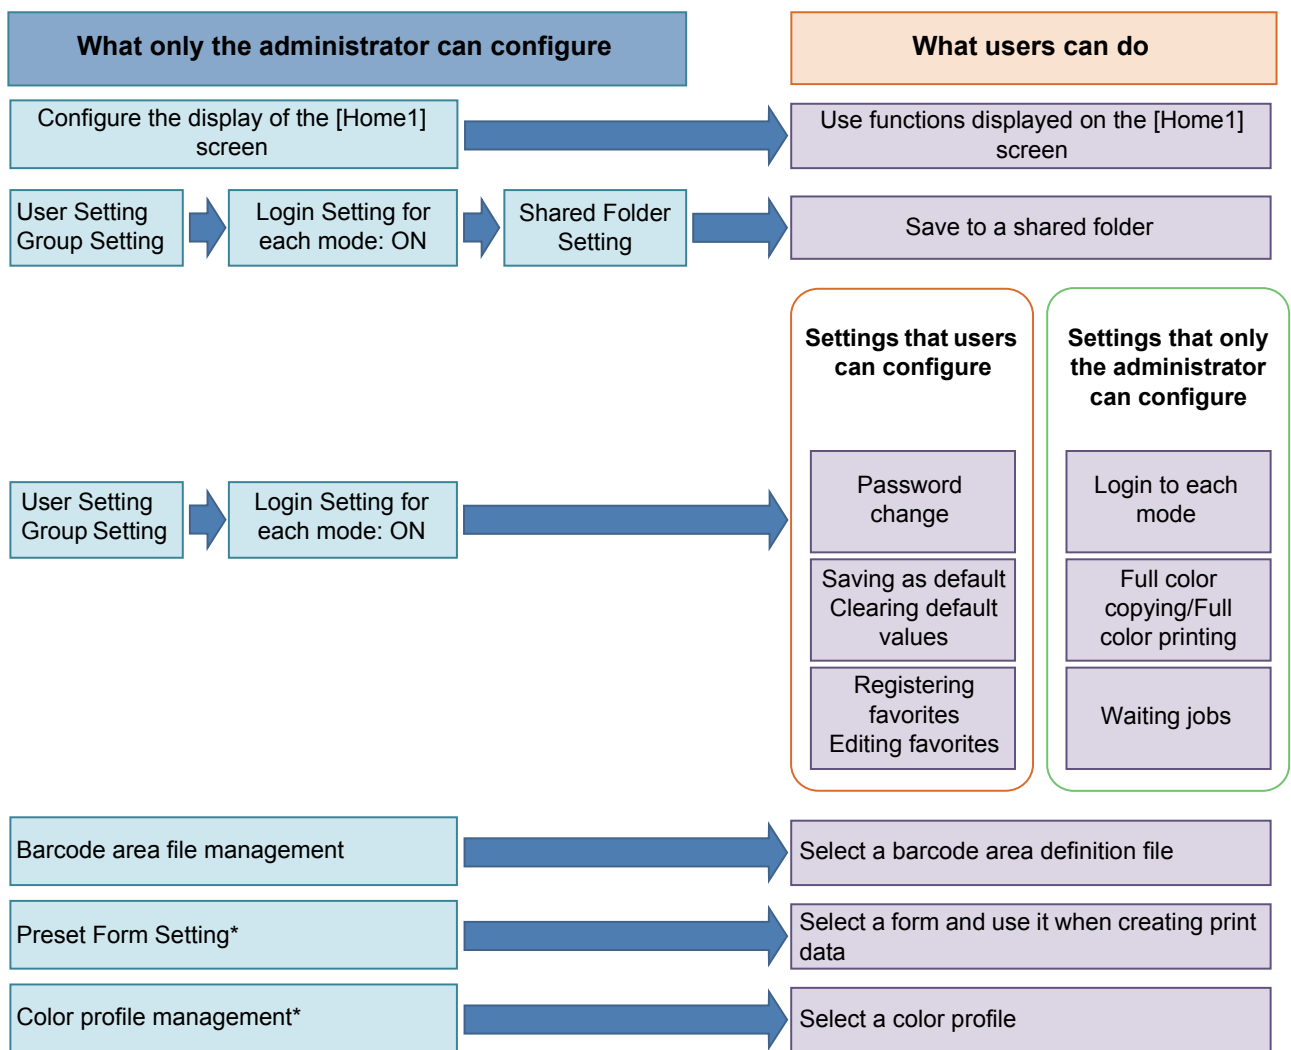 What only the administrator can configure
What users can do
Configure the display of the [Home1]
screen
Use functions displayed on the [Home1]
screen
User Setting
Group Setting
Login Setting for
each mode: ON
Shared Folder
Setting
Save to a shared folder
Settings that users
can configure
Settings that only
the administrator
can configure
User Setting
Group Setting
Login Setting for
each mode: ON
Password
change
Login to each
mode
Saving as default
Clearing default
values
Full color
copying/Full
color printing
Registering
favorites
Editing favorites
Waiting jobs
Barcode area file management
Select a barcode area definition file
Preset Form Setting*
Select a form and use it when creating print
data
Color profile management*
Select a color profile